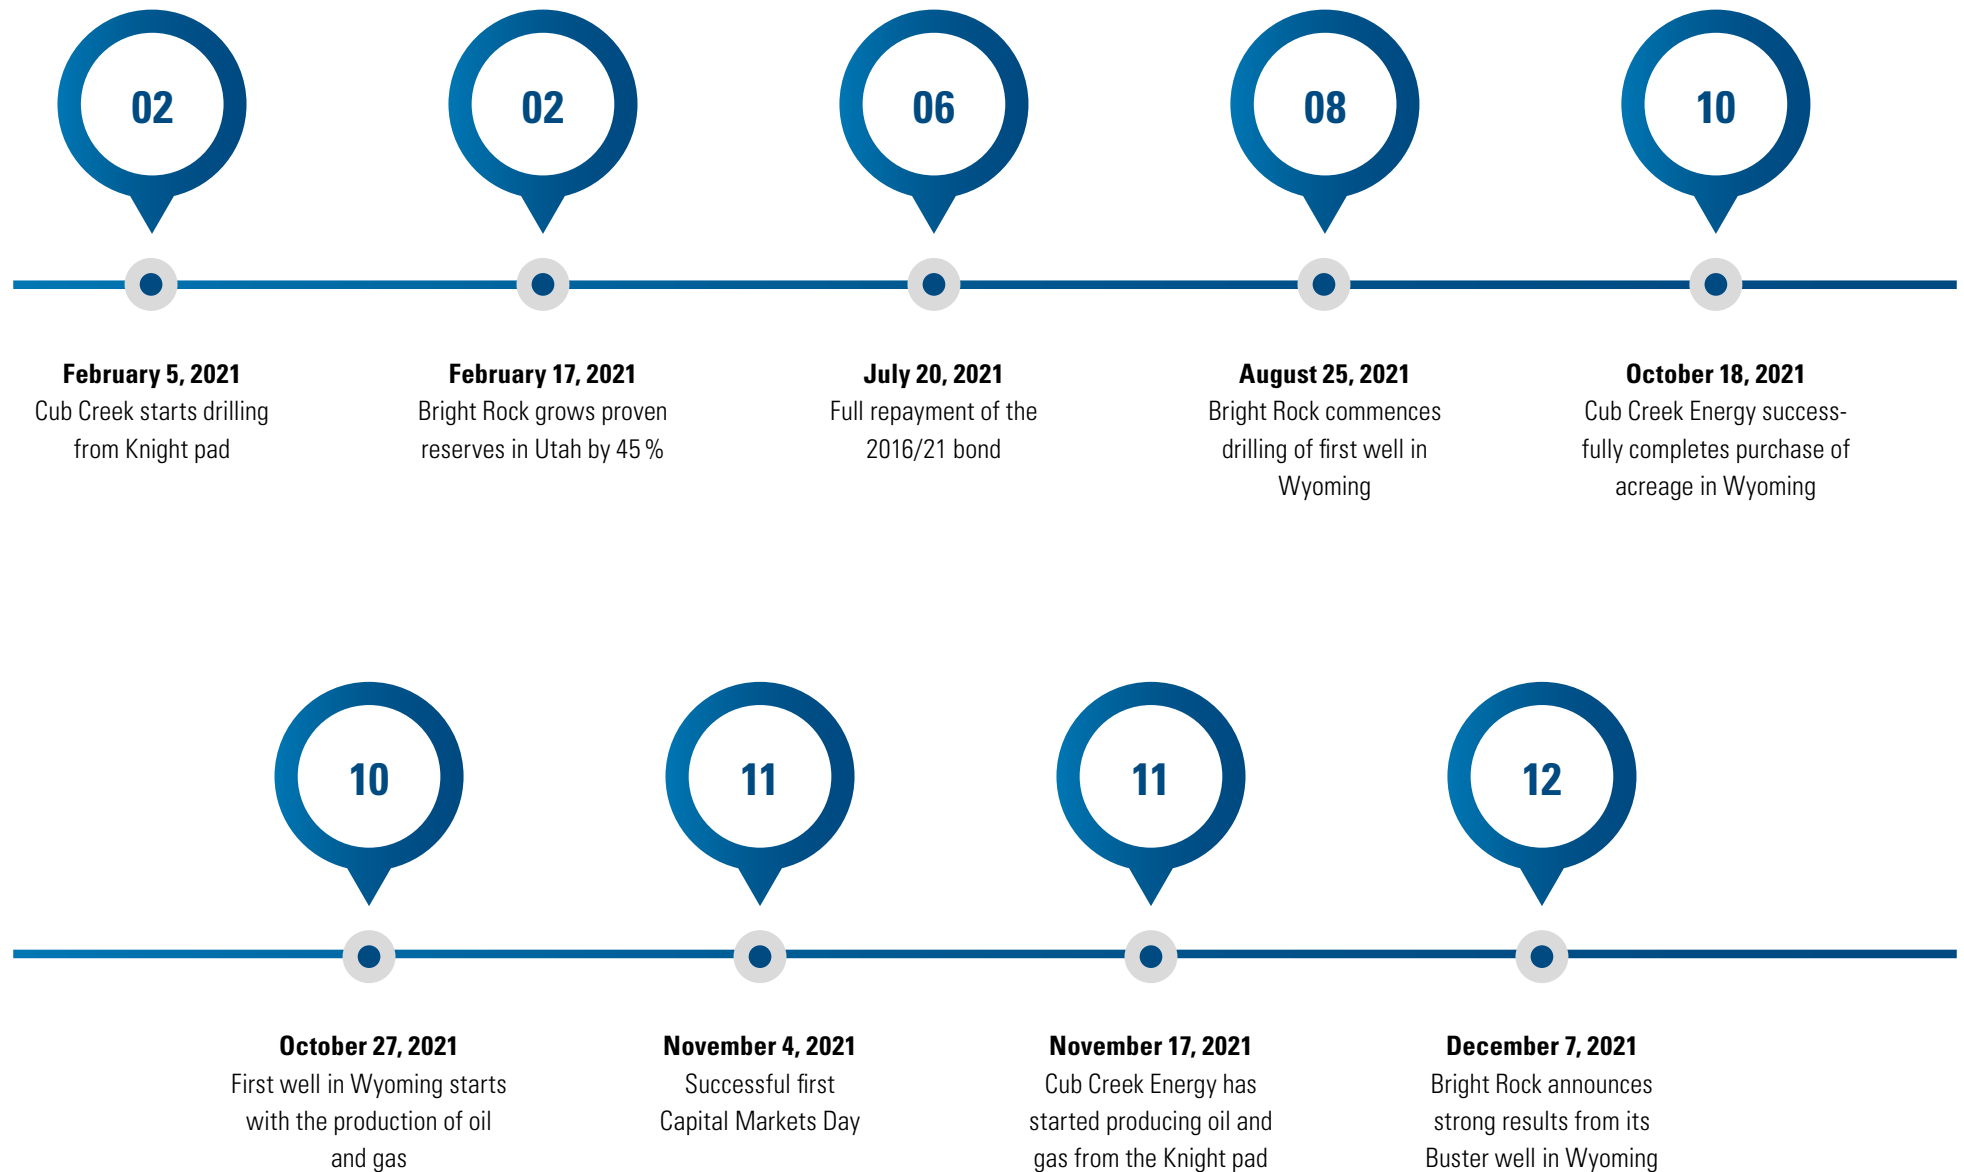 02
02
06
08
10
February 5, 2021
Cub Creek starts drilling
from Knight pad
February 17, 2021
Bright Rock grows proven
reserves in Utah by 45 %
July 20, 2021
Full repayment of the
2016/21 bond
August 25, 2021
Bright Rock commences
drilling of first well in
Wyoming
October 18, 2021
Cub Creek Energy success-
fully completes purchase of
acreage in Wyoming
10
11
11
12
October 27, 2021
First well in Wyoming starts
with the production of oil
and gas
November 4, 2021
Successful first
Capital Markets Day
November 17, 2021
Cub Creek Energy has
started producing oil and
gas from the Knight pad
December 7, 2021
Bright Rock announces
strong results from its
Buster well in Wyoming